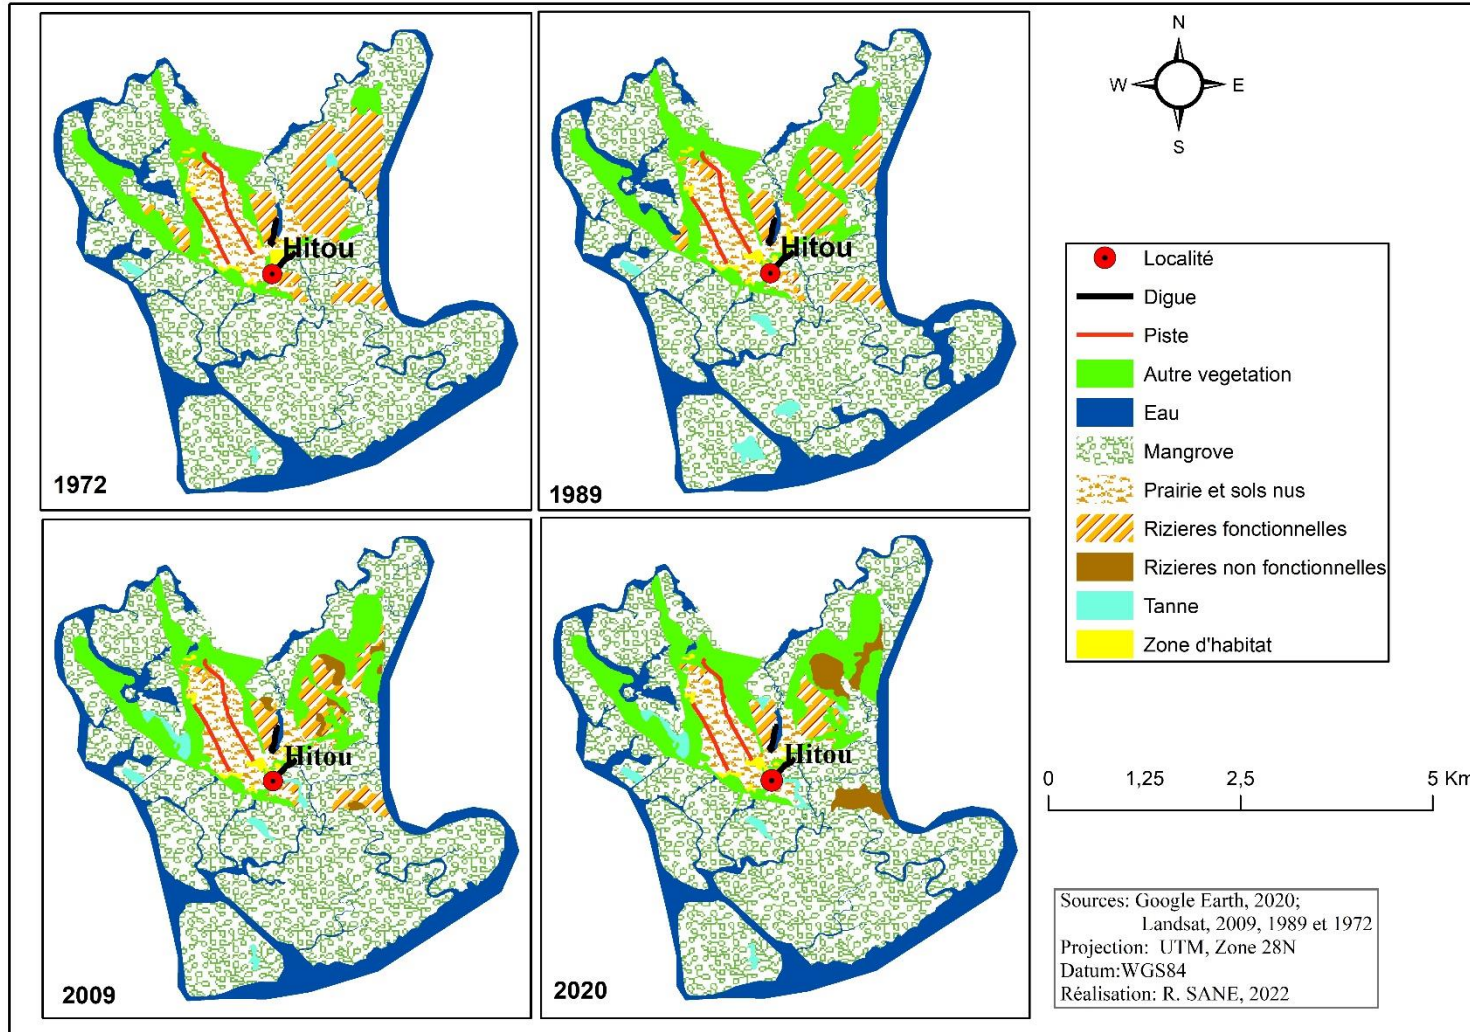 Hitou
1972
Hitou
1989
N
W
E
S
Localité
Digue
Piste
Autre vegetation
Eau
Mangrove
Prairie et sols nus
Rizieres fonctionnelles
Rizieres non fonctionnelles
Tanne
Zone d'habitat
Hitou
2009
Hitou
2020
0 1,25 2,5 5 Km
Sources: Google Earth, 2020;
Landsat, 2009, 1989 et 1972
Projection: UTM, Zone 28N
Datum:WGS84
Réalisation: R. SANE, 2022